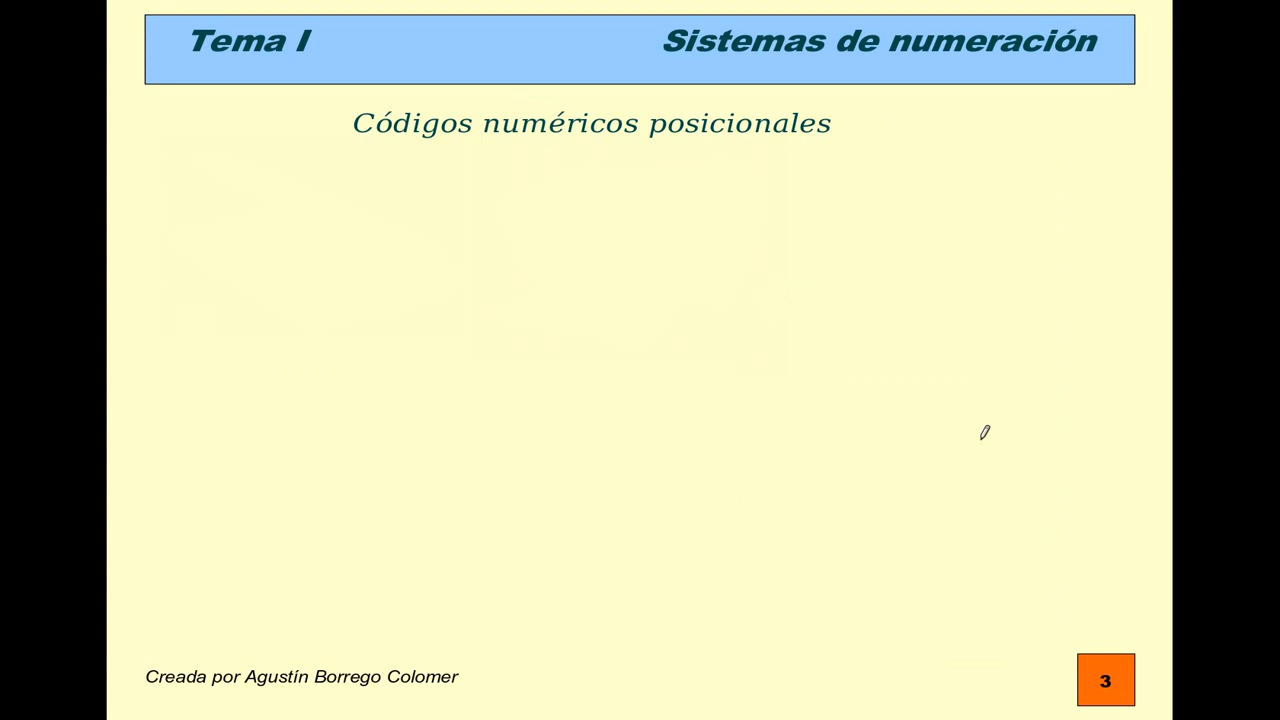 Tema I Sistemas de numeración
Códigos numéricos posicionales
Creada por Agustín Borrego Colomer
3